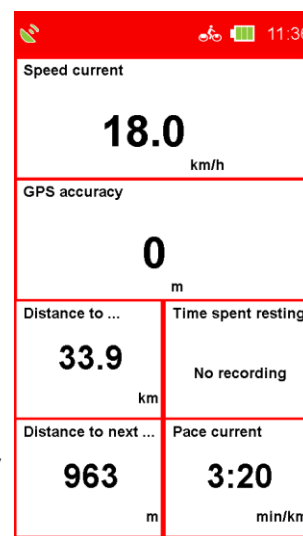 11:36
Speed current
18.0
km/h
GPS accuracy
0
m
Distance to ... Time spent resting
33.9
km
No recording
Distance to next ... Pace current
963
m
3:20
min/km